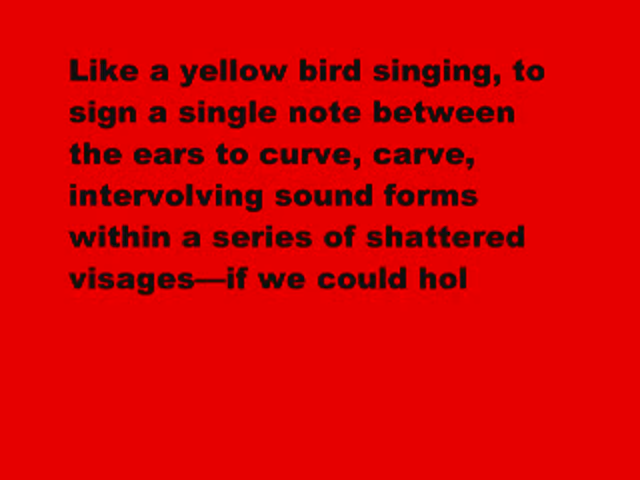 Like a yellow bird singing, to
sign a single note between
the ears to curve, carve,
intervolving sound forms
within a series of shattered
visages—if we could hol